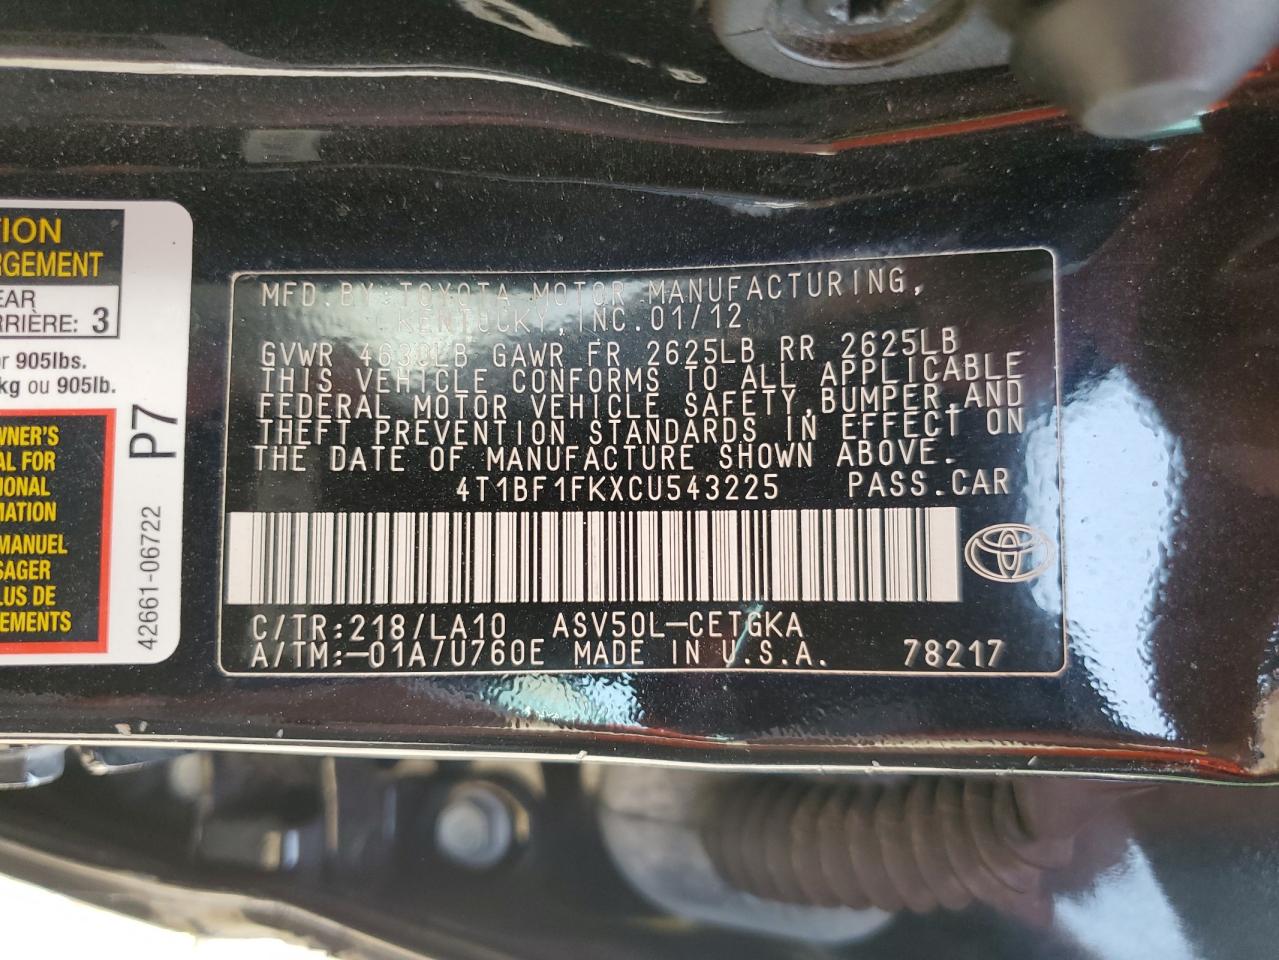 TION
RGEMENT
EAR
RRIÈRE: 3
or 905lbs.
kg ou 905lb.
WNER'S
AL FOR
IONAL
MATION
MANUEL
SAGER
LUS DE
EMENTS
P7
42661-06722
MFD.BY:TOYOTA MOTOR MANUFACTURING,
KENTUCKY,INC.01/12
GVWR 4630LB GAWR FR 2625LB RR 2625LB
THIS VEHICLE CONFORMS TO ALL APPLICABLE
FEDERAL MOTOR VEHICLE SAFETY,BUMPER,AND
THEFT PREVENTION STANDARDS IN EFFECT ON
THE DATE OF MANUFACTURE SHOWN ABOVE.
4T1BF1FKXCU543225 PASS.CAR
C/TR:218/LA10 ASV50L-CETGKA
A/TM:-01A/U760E MADE IN U.S.A. 78217